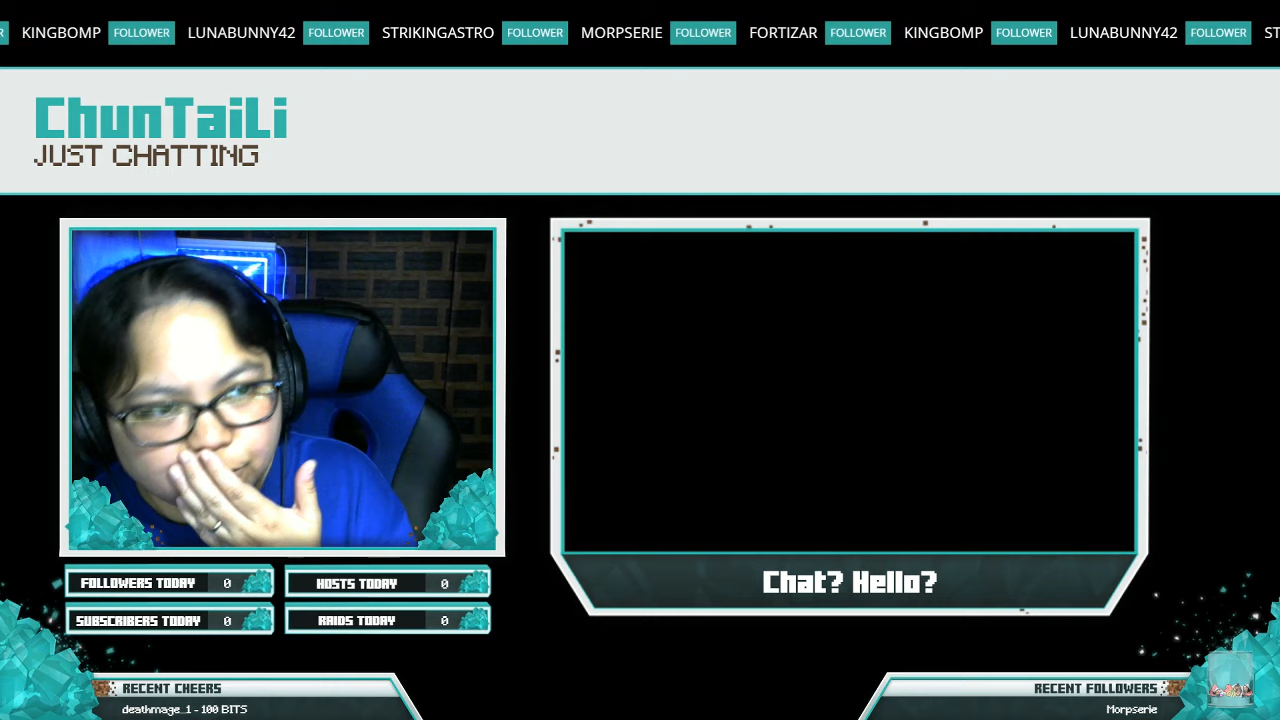 KINGBOMP FOLLOWER LUNABUNNY42 FOLLOWER STRIKINGASTRO FOLLOWER MORPSERIE FOLLOWER FORTIZAR FOLLOWER KINGBOMP FOLLOWER LUNABUNNY42 FOLLOWER ST
ChunTaiLi
JUST CHATTING
Chat? Hello?
FOLLOWERS TODAY 0
HOSTS TODAY 0
SUBSCRIBERS TODAY 0
RAIDS TODAY 0
RECENT CHEERS
deathmage_1 - 100 BITS
RECENT FOLLOWERS
Morpserie